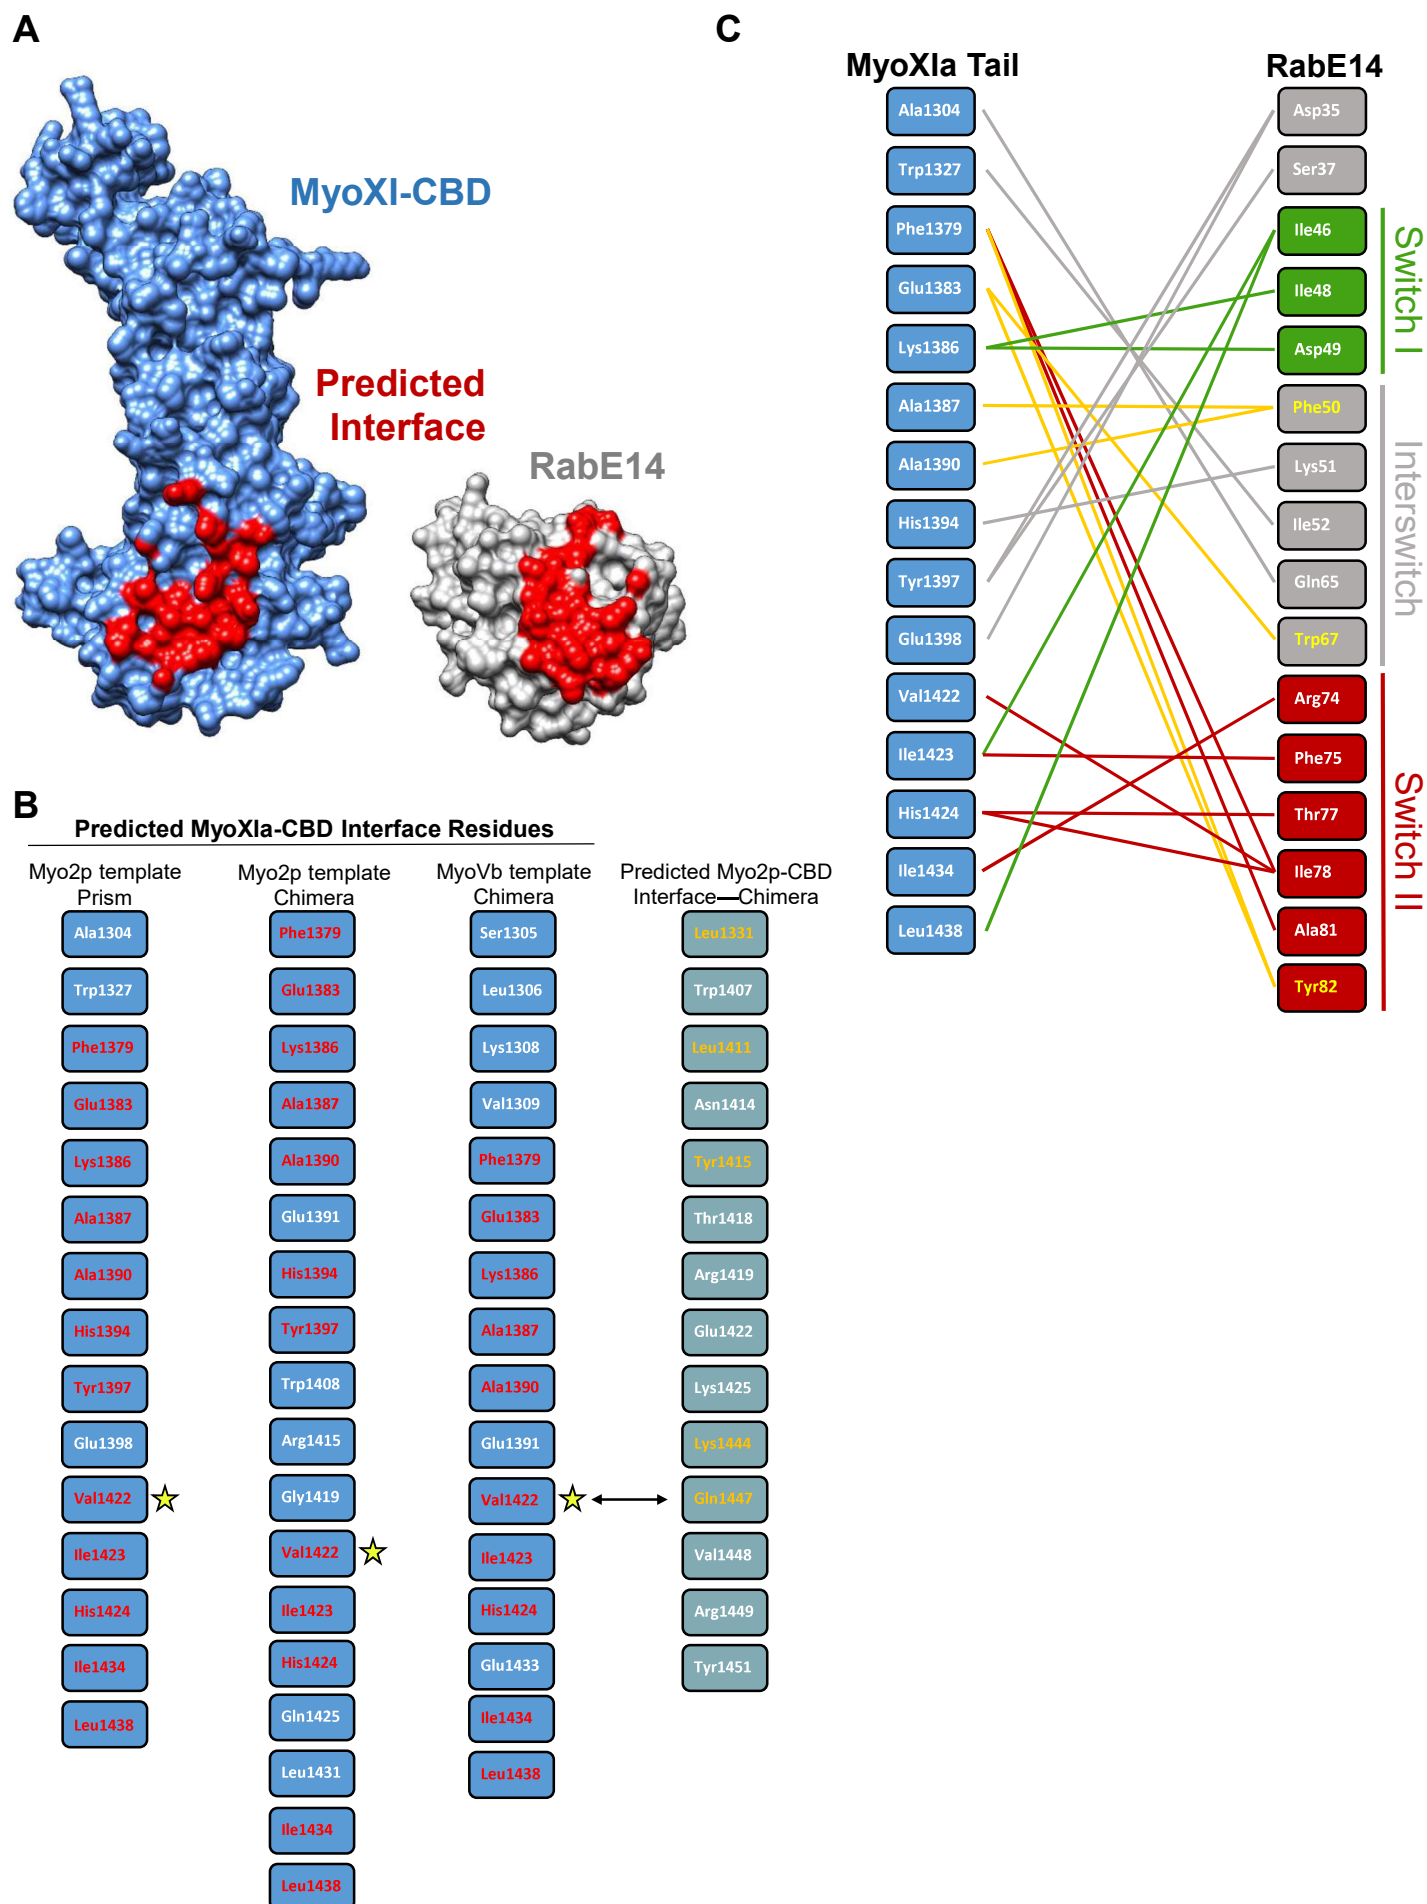 A
MyoXI-CBD
Predicted
Interface
RabE14
B
Predicted MyoXIa-CBD Interface Residues
Myo2p template
Prism
Ala1304
Trp1327
Phe1379
Glu1383
Lys1386
Ala1387
Ala1390
His1394
Tyr1397
Glu1398
Val1422
Ile1423
His1424
Ile1434
Leu1438
Myo2p template
Chimera
Phe1379
Glu1383
Lys1386
Ala1387
Ala1390
Glu1391
His1394
Tyr1397
Trp1408
Arg1415
Gly1419
Val1422
Ile1423
His1424
Gln1425
Leu1431
Ile1434
Leu1438
MyoVb template
Chimera
Ser1305
Leu1306
Lys1308
Val1309
Phe1379
Glu1383
Lys1386
Ala1387
Ala1390
Glu1391
Val1422
Ile1423
His1424
Glu1433
Ile1434
Leu1438
Predicted Myo2p-CBD
Interface—Chimera
Leu1331
Trp1407
Leu1411
Asn1414
Tyr1415
Thr1418
Arg1419
Glu1422
Lys1425
Lys1444
Gln1447
Val1448
Arg1449
Tyr1451
C
MyoXIa Tail
Ala1304
Trp1327
Phe1379
Glu1383
Lys1386
Ala1387
Ala1390
His1394
Tyr1397
Glu1398
Val1422
Ile1423
His1424
Ile1434
Leu1438
RabE14
Asp35
Ser37
Ile46
Ile48
Asp49
Phe50
Lys51
Ile52
Gln65
Trp67
Arg74
Phe75
Thr77
Ile78
Ala81
Tyr82
Switch I
Interswitch
Switch II